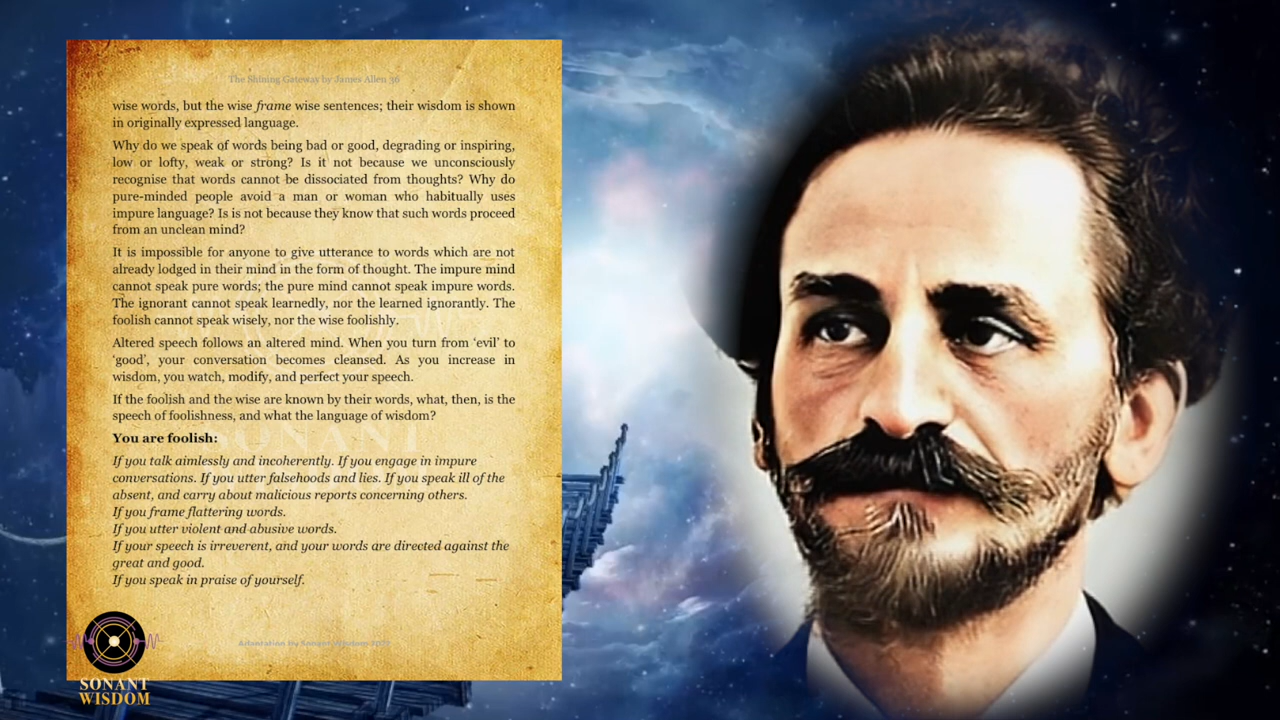 The Shining Gateway by James Allen 36
wise words, but the wise frame wise sentences; their wisdom is shown
in originally expressed language.
Why do we speak of words being bad or good, degrading or inspiring,
low or lofty, weak or strong? Is it not because we unconsciously
recognise that words cannot be dissociated from thoughts? Why do
pure-minded people avoid a man or woman who habitually uses
impure language? Is is not because they know that such words proceed
from an unclean mind?
It is impossible for anyone to give utterance to words which are not
already lodged in their mind in the form of thought. The impure mind
cannot speak pure words; the pure mind cannot speak impure words.
The ignorant cannot speak learnedly, nor the learned ignorantly. The
foolish cannot speak wisely, nor the wise foolishly.
Altered speech follows an altered mind. When you turn from ‘evil’ to
‘good’, your conversation becomes cleansed. As you increase in
wisdom, you watch, modify, and perfect your speech.
If the foolish and the wise are known by their words, what, then, is the
speech of foolishness, and what the language of wisdom?
SONANT
You are foolish:
If you talk aimlessly and incoherently. If you engage in impure
conversations. If you utter falsehoods and lies. If you speak ill of the
absent, and carry about malicious reports concerning others.
If you frame flattering words.
If you utter violent and abusive words.
If your speech is irreverent, and your words are directed against the
great and good.
If you speak in praise of yourself.
Adaptation by Sonant Wisdom
SONANT
WISDOM